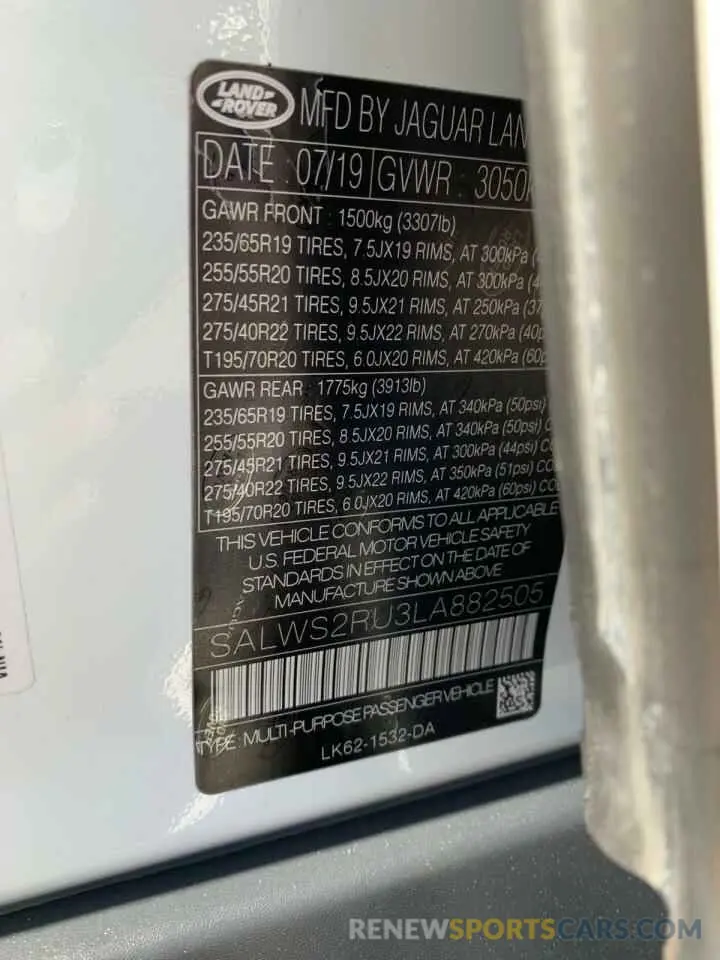 LAND ROVER
MFD BY JAGUAR LAN
DATE : 07/19 GVWR : 3050
GAWR FRONT : 1500kg (3307lb)
235/65R19 TIRES, 7.5JX19 RIMS, AT 300kPa (4
255/55R20 TIRES, 8.5JX20 RIMS, AT 300kPa (4
275/45R21 TIRES, 9.5JX21 RIMS, AT 250kPa (37
275/40R22 TIRES, 9.5JX22 RIMS, AT 270kPa (40p
T195/70R20 TIRES, 6.0JX20 RIMS, AT 420kPa (60p
GAWR REAR : 1775kg (3913lb)
235/65R19 TIRES, 7.5JX19 RIMS, AT 340kPa (50psi)
255/55R20 TIRES, 8.5JX20 RIMS, AT 340kPa (50psi) C
275/45R21 TIRES, 9.5JX21 RIMS, AT 300kPa (44psi) C
275/40R22 TIRES, 9.5JX22 RIMS, AT 350kPa (51psi) CO
T195/70R20 TIRES, 6.0JX20 RIMS, AT 420kPa (60psi) COL
THIS VEHICLE CONFORMS TO ALL APPLICABLE
U.S. FEDERAL MOTOR VEHICLE SAFETY
STANDARDS IN EFFECT ON THE DATE OF
MANUFACTURE SHOWN ABOVE
SALWS2RU3LA882505
TYPE : MULTI-PURPOSE PASSENGER VEHICLE
LK62-1532-DA
RENEWSPORTSCARS.COM